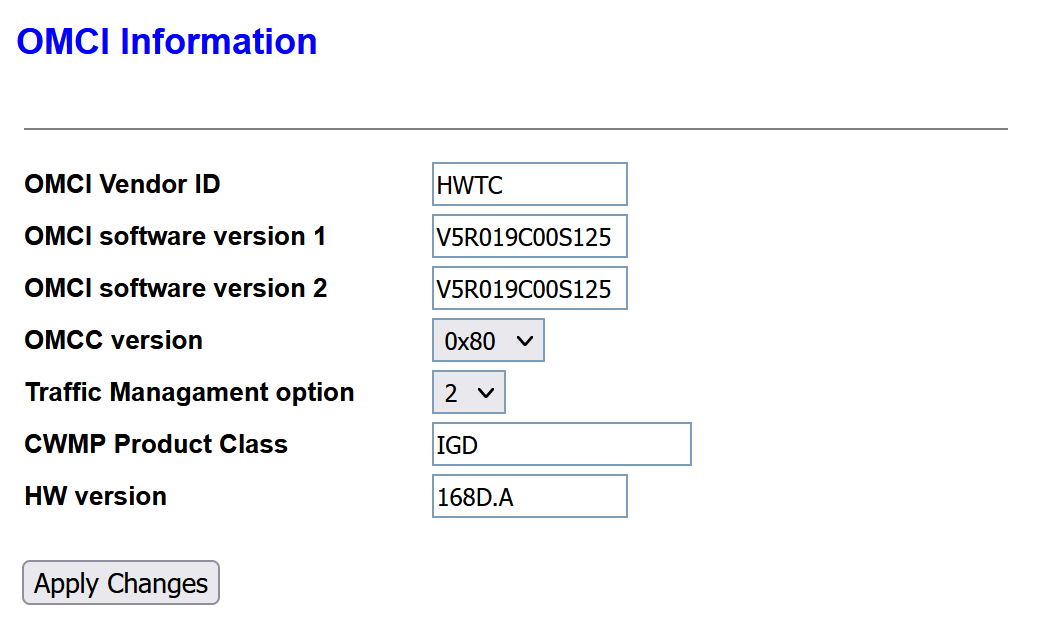 OMCI Information
OMCI Vendor ID HWTC
OMCI software version 1 V5R019C00S125
OMCI software version 2 V5R019C00S125
OMCC version 0x80
Traffic Managament option 2
CWMP Product Class IGD
HW version 168D.A
Apply Changes